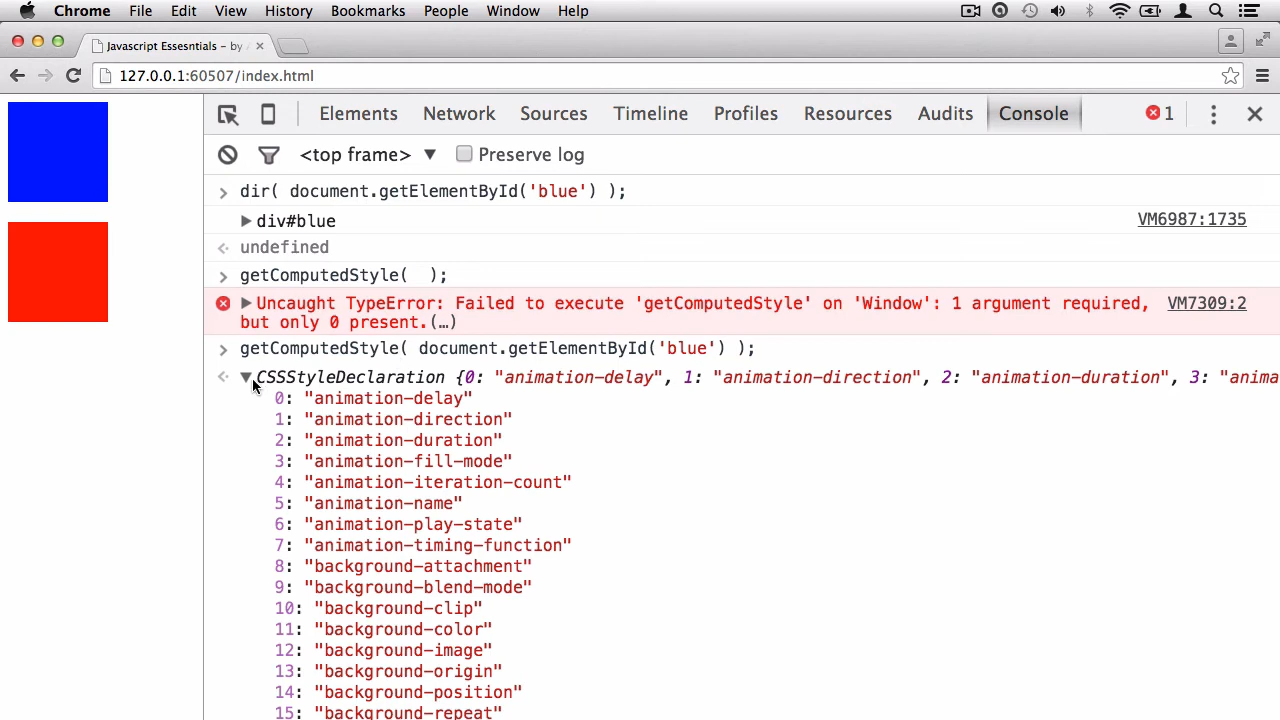 Chrome File Edit View History Bookmarks People Window Help
Javascript Essesntials – by
127.0.0.1:60507/index.html
Elements Network Sources Timeline Profiles Resources Audits Console 1
<top frame> Preserve log
dir( document.getElementById('blue') );
div#blue VM6987:1735
undefined
getComputedStyle(  );
Uncaught TypeError: Failed to execute 'getComputedStyle' on 'Window': 1 argument required, VM7309:2
but only 0 present.(…)
getComputedStyle( document.getElementById('blue') );
CSSStyleDeclaration {0: "animation-delay", 1: "animation-direction", 2: "animation-duration", 3: "anima
0: "animation-delay"
1: "animation-direction"
2: "animation-duration"
3: "animation-fill-mode"
4: "animation-iteration-count"
5: "animation-name"
6: "animation-play-state"
7: "animation-timing-function"
8: "background-attachment"
9: "background-blend-mode"
10: "background-clip"
11: "background-color"
12: "background-image"
13: "background-origin"
14: "background-position"
15: "background-repeat"